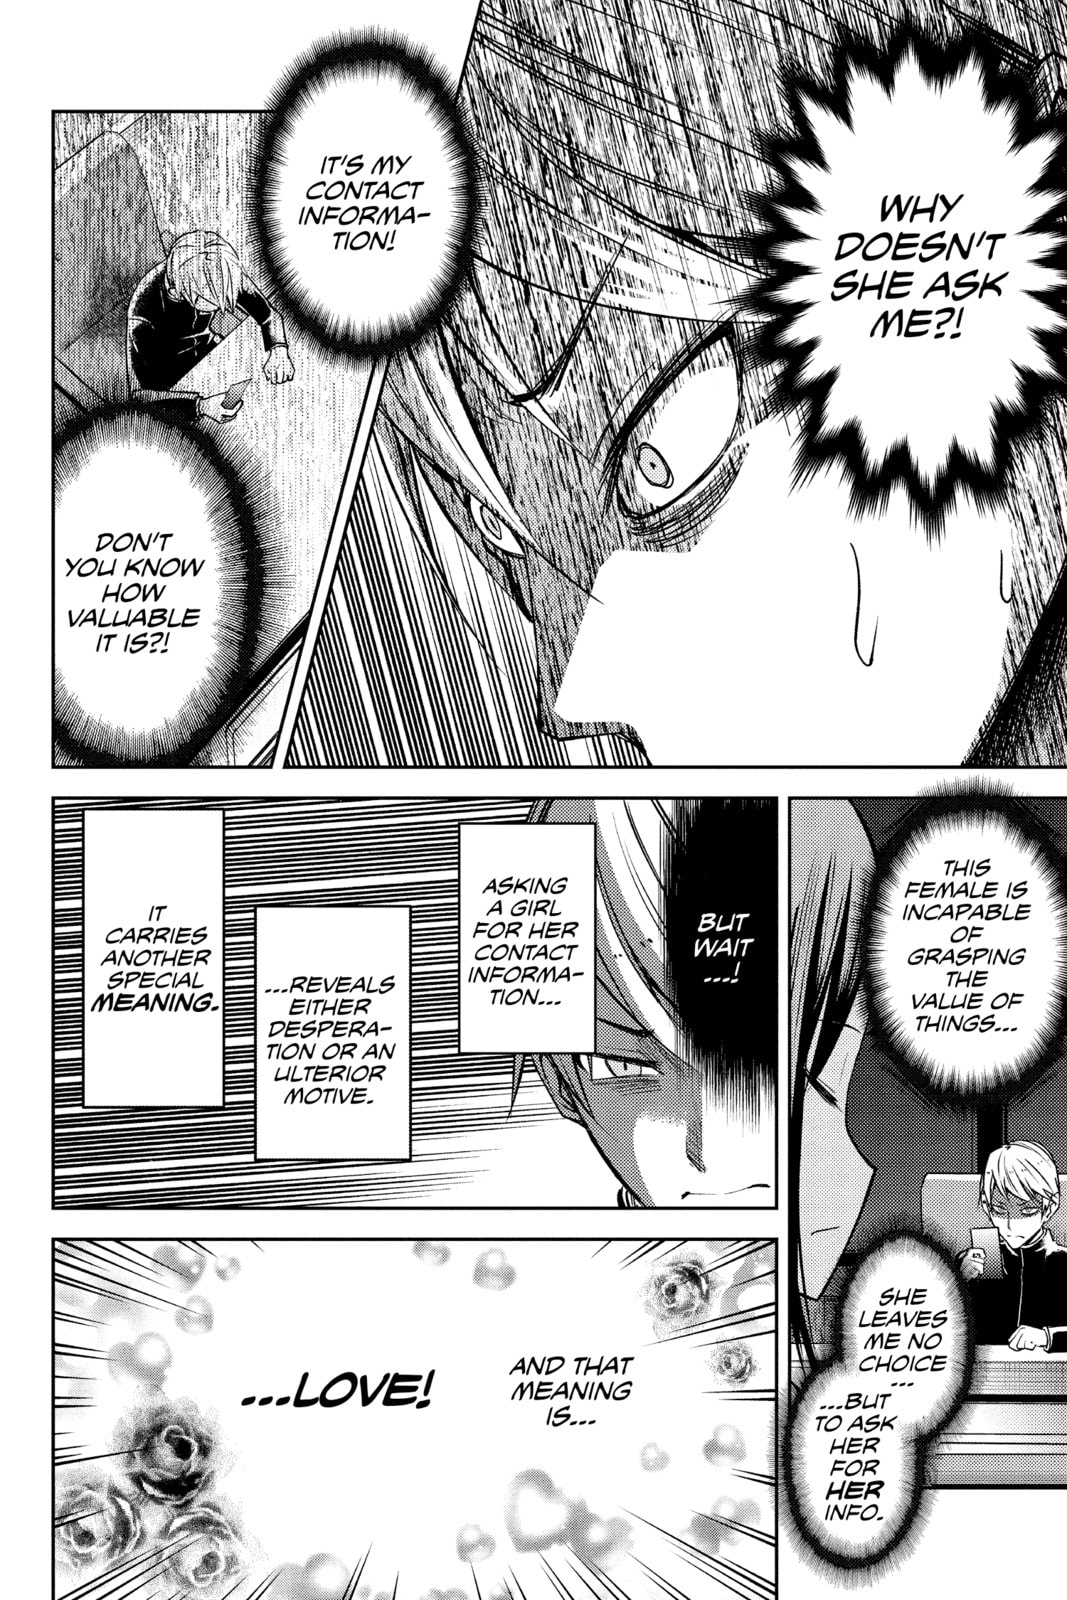 WHY
DOESN'T
SHE ASK
ME?!
IT'S MY
CONTACT
INFORMA-
TION!
DON'T
YOU KNOW
HOW
VALUABLE
IT IS?!
THIS
FEMALE IS
INCAPABLE
OF
GRASPING
THE
VALUE OF
THINGS...
SHE
LEAVES
ME NO
CHOICE
...
...BUT
TO ASK
HER
FOR
HER
INFO.
BUT
WAIT
...!
ASKING
A GIRL
FOR HER
CONTACT
INFORMA-
TION...
...REVEALS
EITHER
DESPERA-
TION OR AN
ULTERIOR
MOTIVE.
IT
CARRIES
ANOTHER
SPECIAL
MEANING.
AND THAT
MEANING
IS...
...LOVE!